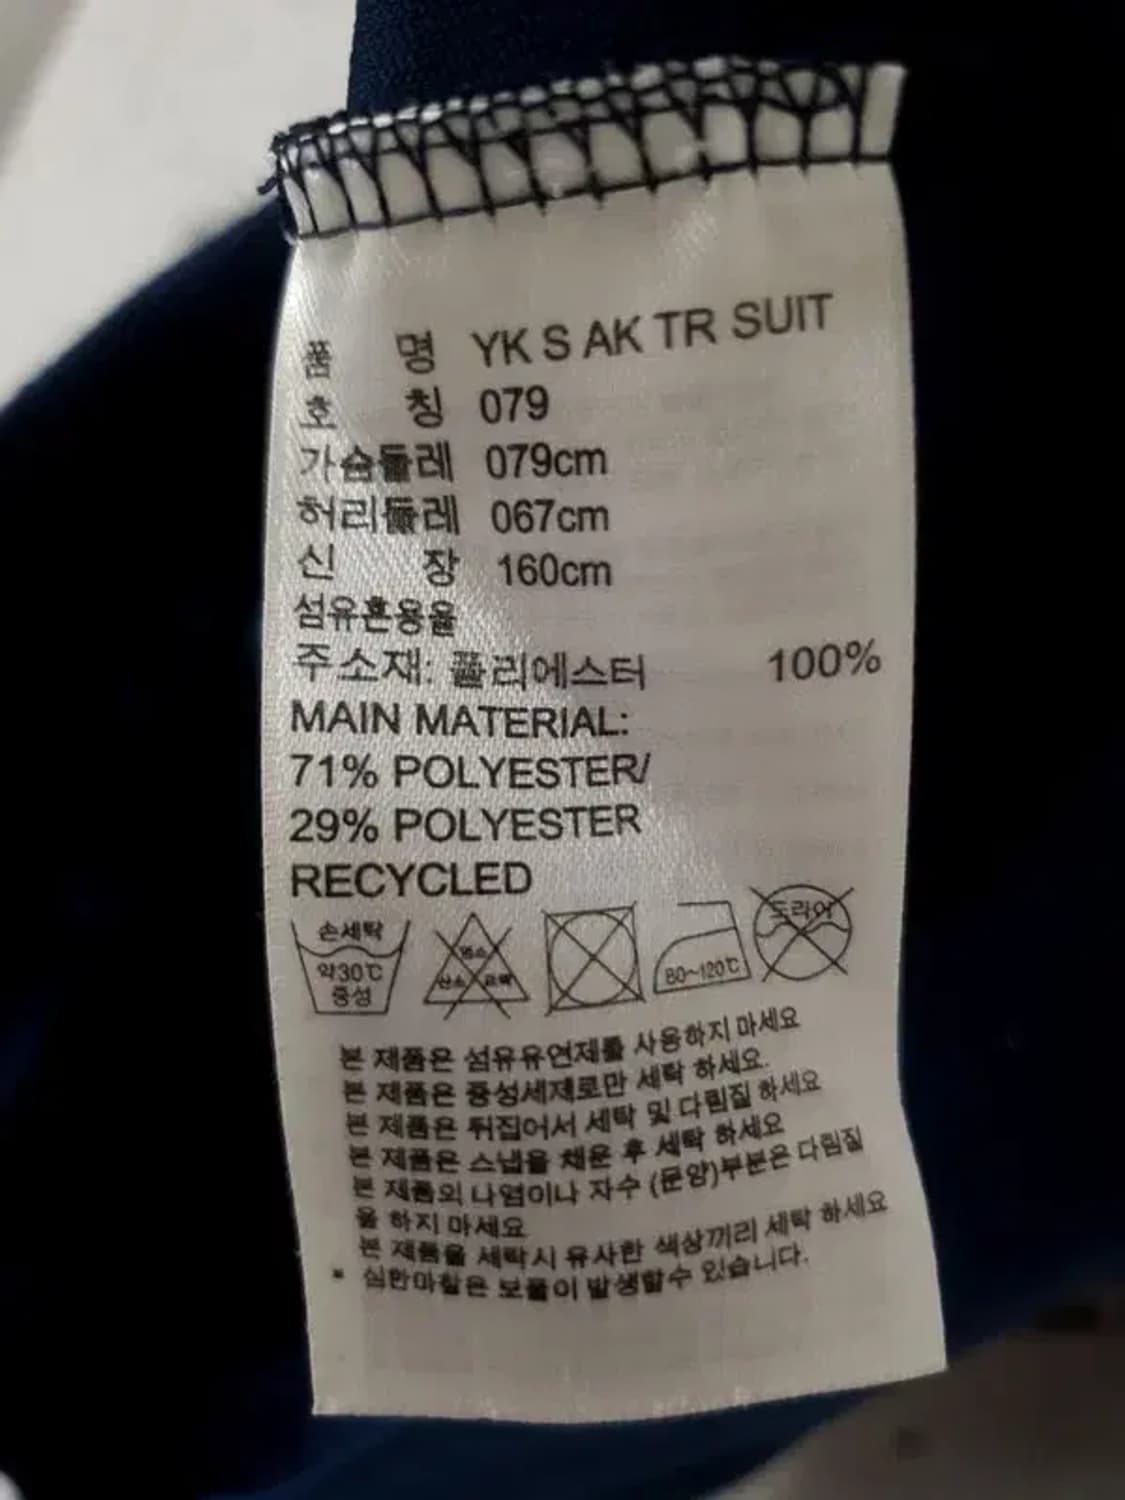 품 명 YK S AK TR SUIT
호 칭 079
가슴둘레 079cm
허리둘레 067cm
신 장 160cm
섬유혼용율
주소재: 폴리에스터 100%
MAIN MATERIAL:
71% POLYESTER/
29% POLYESTER
RECYCLED
손세탁
약30℃
중성
염소
산소
80~120℃
드라이
본 제품은 섬유유연제를 사용하지 마세요
본 제품은 중성세제로만 세탁 하세요.
본 제품은 뒤집어서 세탁 및 다림질 하세요
본 제품은 스냅을 채운 후 세탁 하세요
본 제품의 나염이나 자수 (문양)부분은 다림질
을 하지 마세요
본 제품을 세탁시 유사한 색상끼리 세탁 하세요
* 심한마찰은 보풀이 발생할수 있습니다.